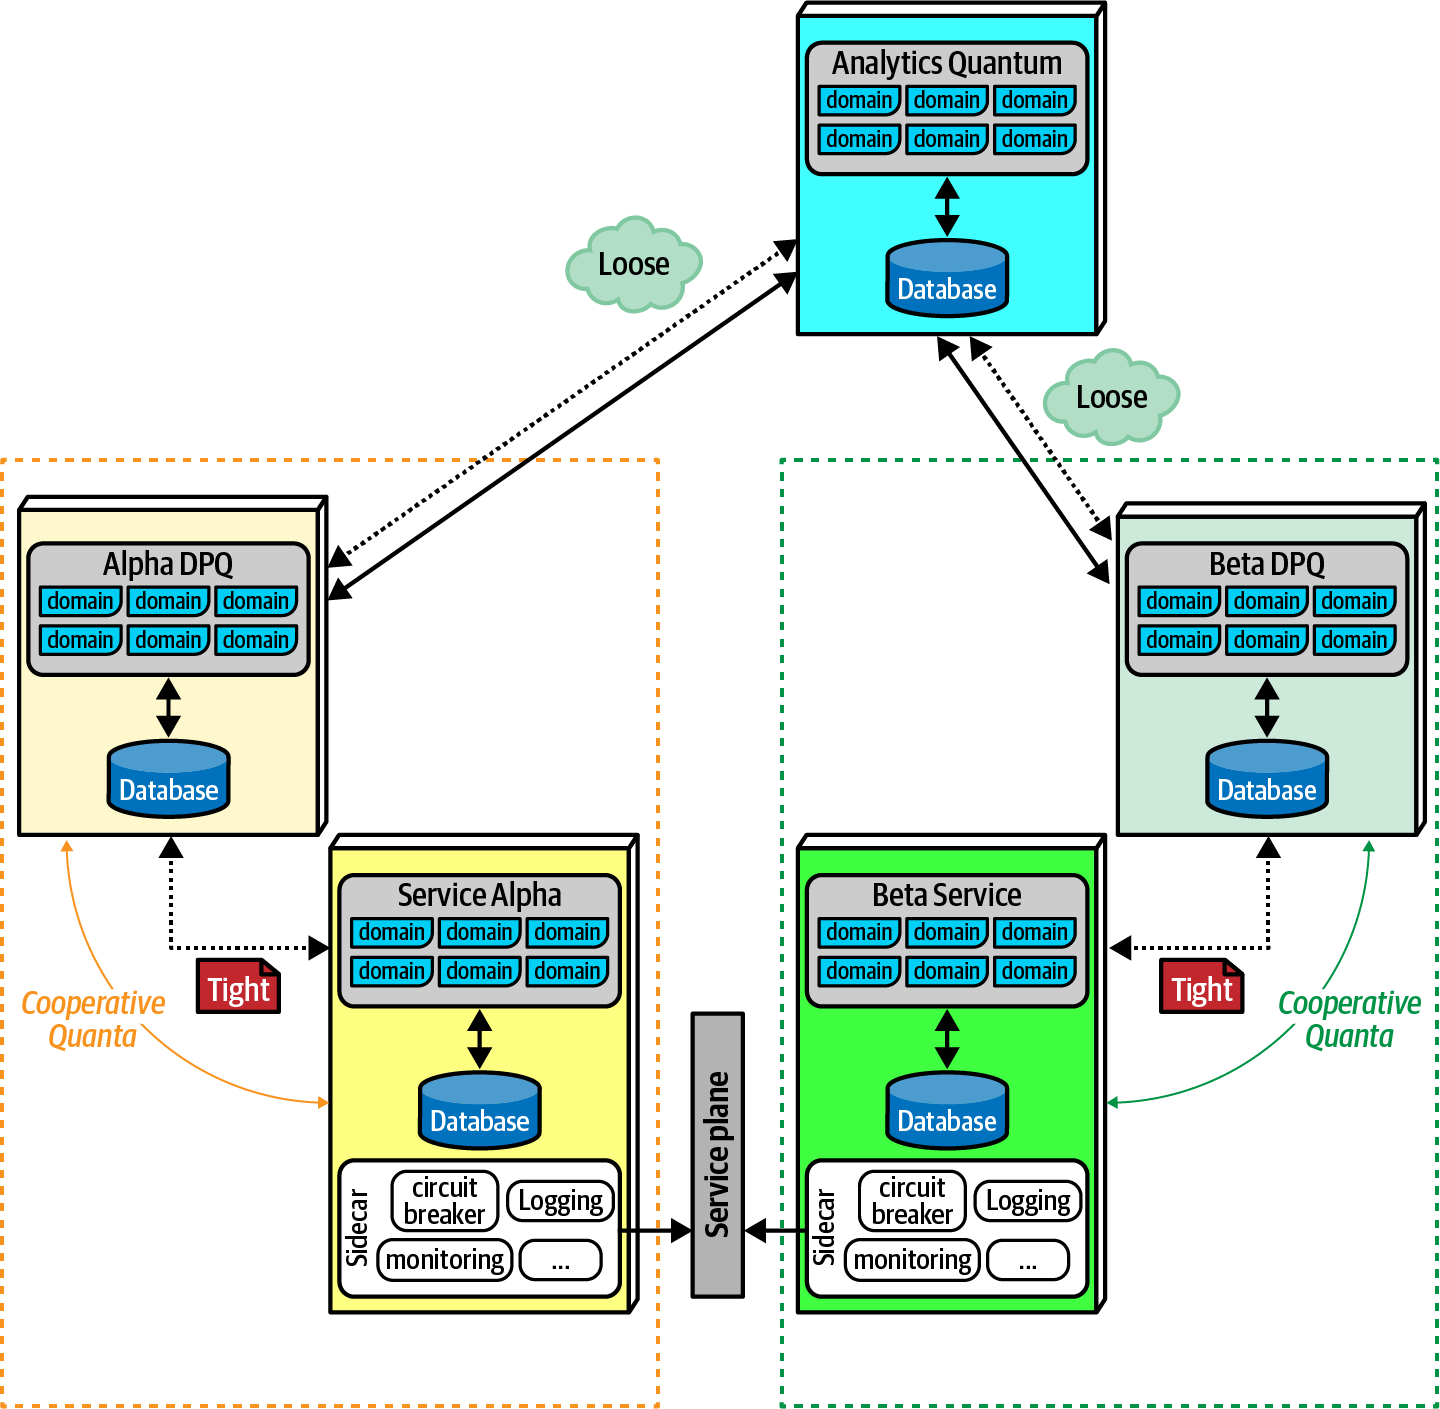 Analytics Quantum
domain domain domain
domain domain domain
Database
Loose
Loose
Alpha DPQ
domain domain domain
domain domain domain
Database
Beta DPQ
domain domain domain
domain domain domain
Database
Service Alpha
domain domain domain
domain domain domain
Database
Sidecar
circuit
breaker
Logging
monitoring
...
Tight
Cooperative
Quanta
Service plane
Beta Service
domain domain domain
domain domain domain
Database
Sidecar
circuit
breaker
Logging
monitoring
...
Tight
Cooperative
Quanta